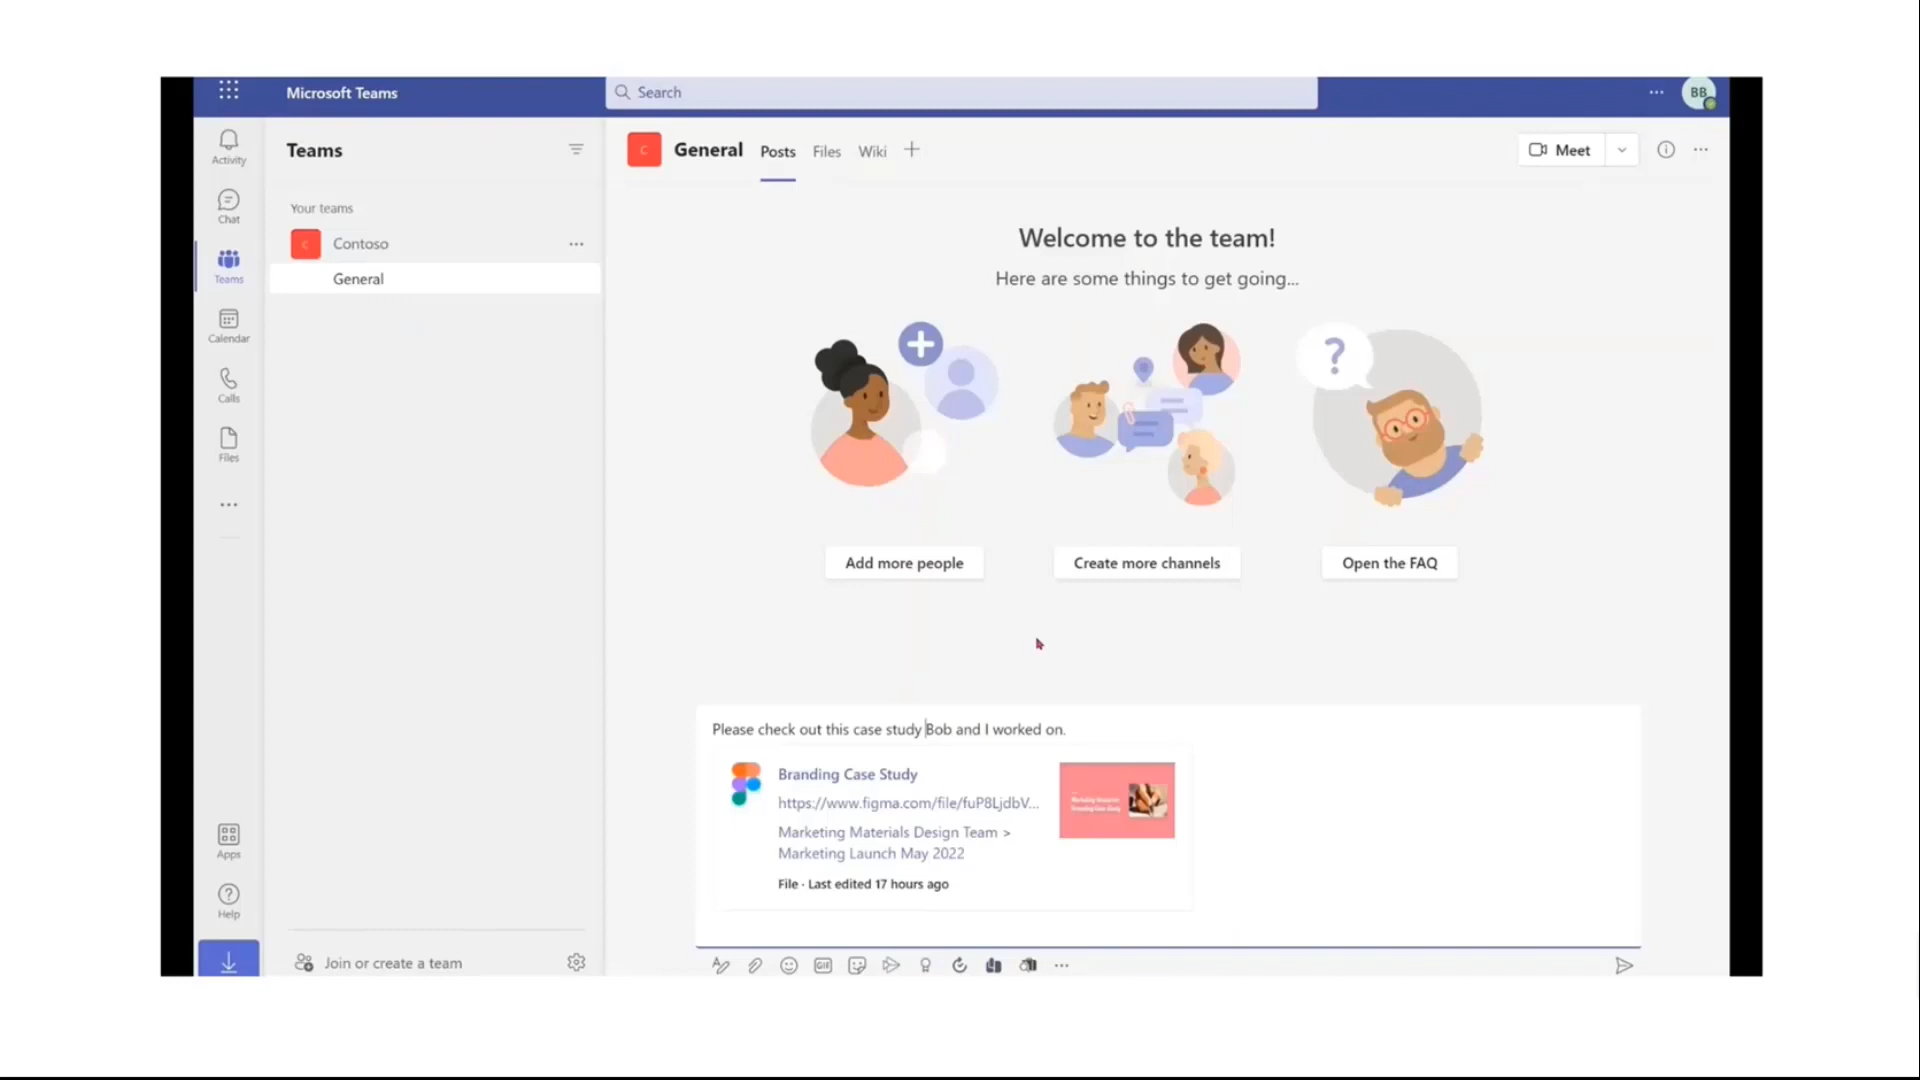 Microsoft Teams
Search
BB
Activity
Chat
Teams
Calendar
Calls
Files
Apps
Help
Teams
Your teams
C
Contoso
General
Join or create a team
C
General
Posts
Files
Wiki
Meet
Welcome to the team!
Here are some things to get going...
?
Add more people
Create more channels
Open the FAQ
Please check out this case study Bob and I worked on.
Branding Case Study
https://www.figma.com/file/fuP8LjdbV...
Marketing Materials Design Team >
Marketing Launch May 2022
File · Last edited 17 hours ago
GIF